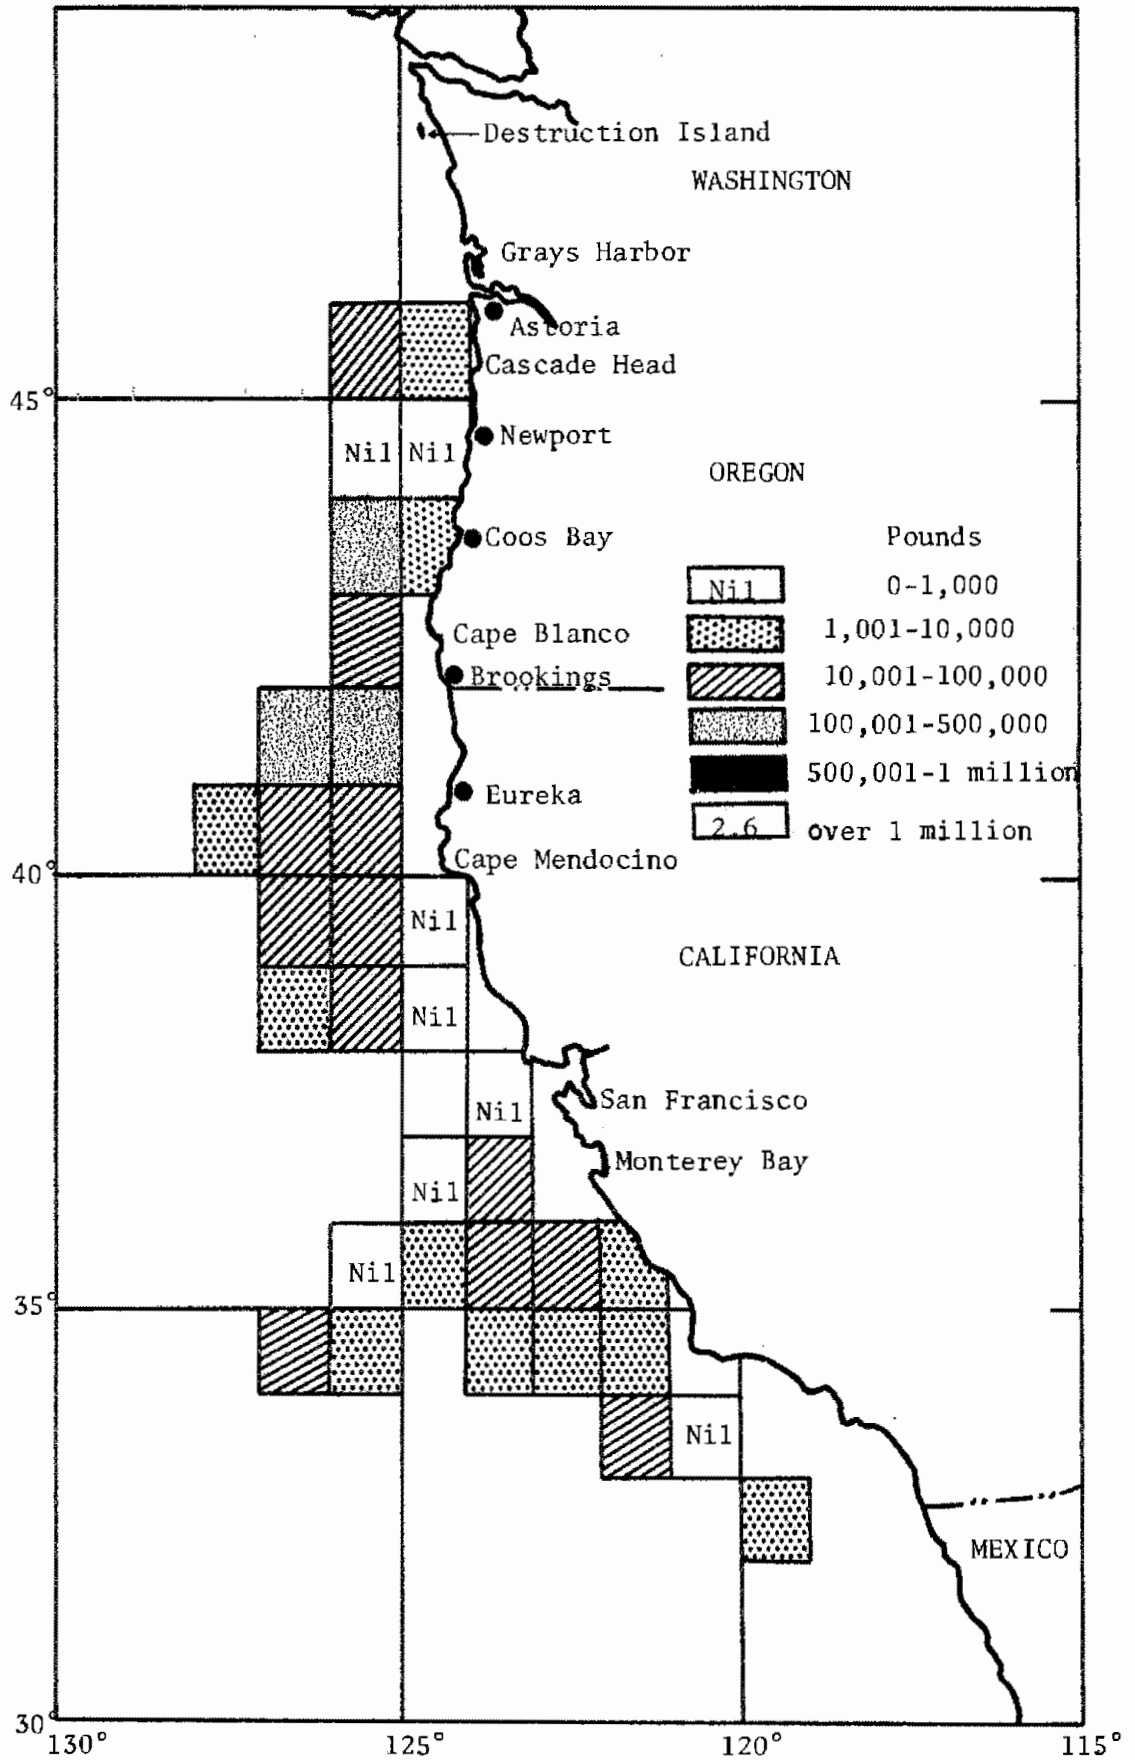 Destruction Island
WASHINGTON
Grays Harbor
Astoria
Cascade Head
45°
Nil Nil
Newport
OREGON
Coos Bay
Pounds
Nil 0-1,000
1,001-10,000
10,001-100,000
100,001-500,000
500,001-1 million
2.6 over 1 million
Cape Blanco
Brookings
Eureka
40°
Cape Mendocino
Nil
CALIFORNIA
Nil
San Francisco
Nil
Monterey Bay
Nil
Nil
35°
Nil
MEXICO
30°
130° 125° 120° 115°